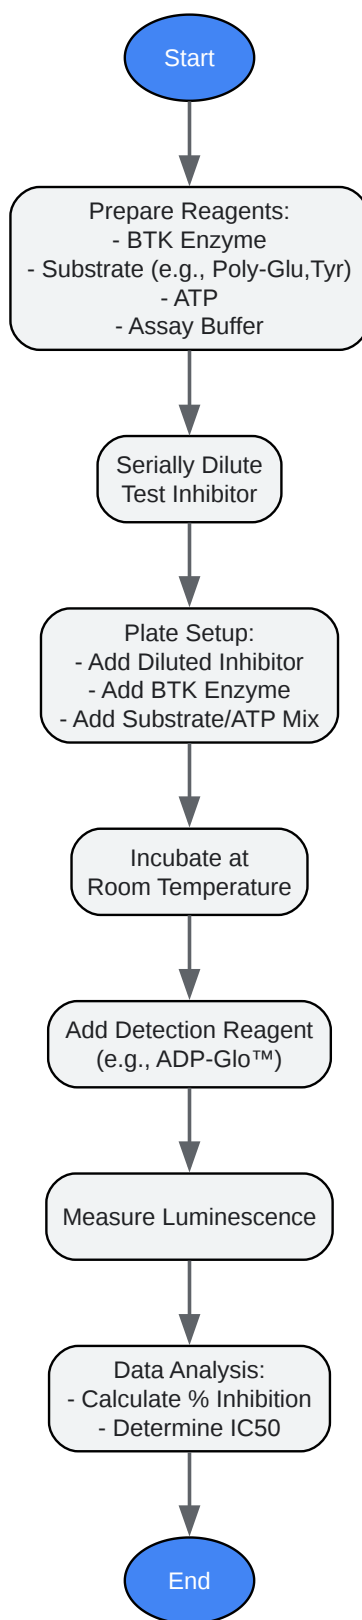 Start
Prepare Reagents:
- BTK Enzyme
- Substrate (e.g., Poly-Glu,Tyr)
- ATP
- Assay Buffer
Serially Dilute
Test Inhibitor
Plate Setup:
- Add Diluted Inhibitor
- Add BTK Enzyme
- Add Substrate/ATP Mix
Incubate at
Room Temperature
Add Detection Reagent
(e.g., ADP-Glo™)
Measure Luminescence
Data Analysis:
- Calculate % Inhibition
- Determine IC50
End